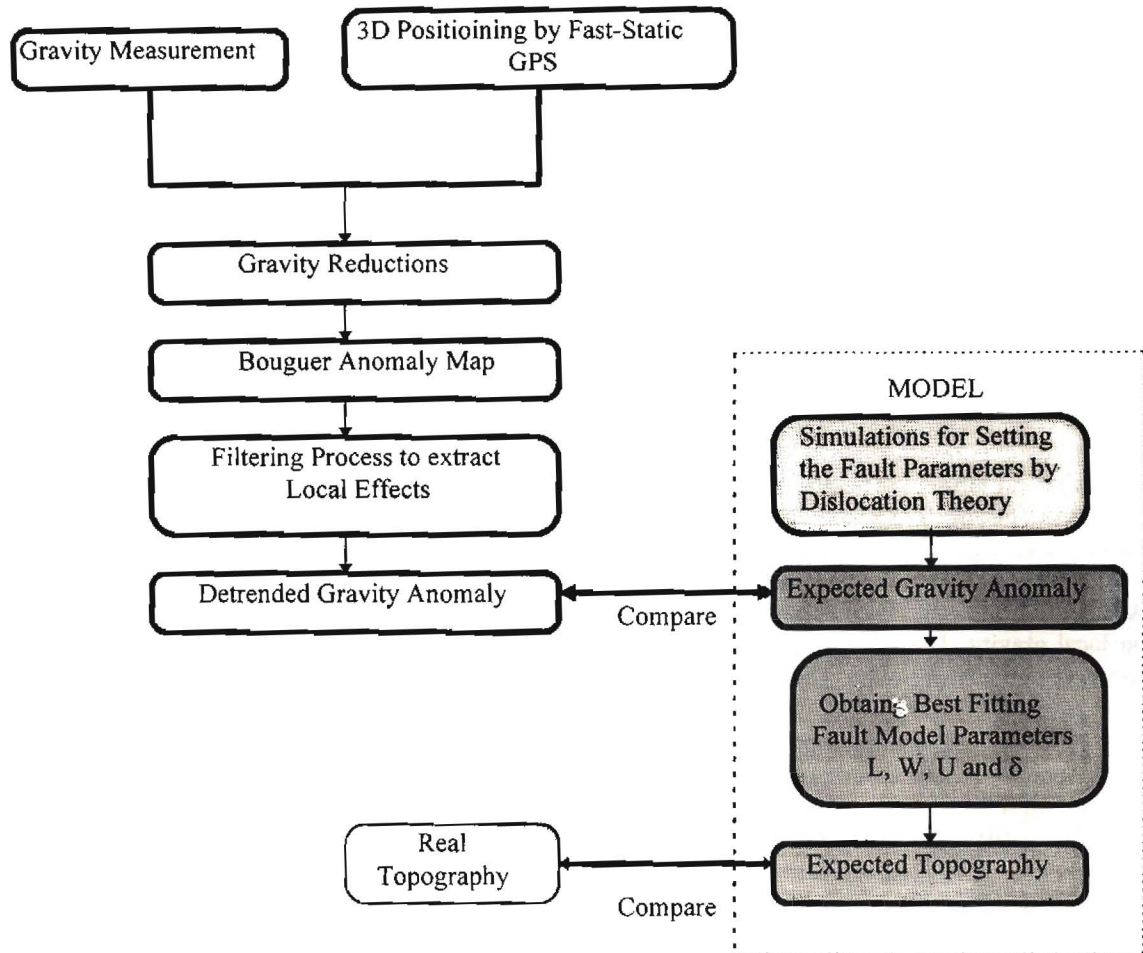 Gravity Measurement
3D Positioining by Fast-Static
GPS
Gravity Reductions
Bouguer Anomaly Map
Filtering Process to extract
Local Effects
Detrended Gravity Anomaly
Compare
MODEL
Simulations for Setting
the Fault Parameters by
Dislocation Theory
Expected Gravity Anomaly
Obtaing Best Fitting
Fault Model Parameters
L, W, U and δ
Real
Topography
Compare
Expected Topography